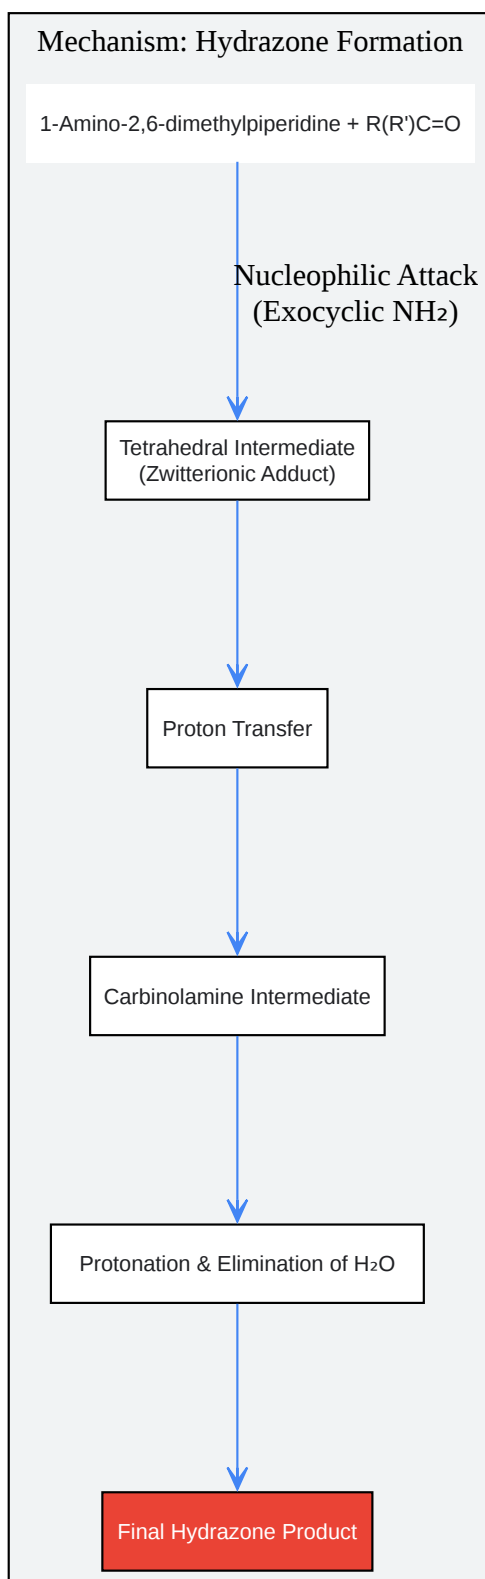 Mechanism: Hydrazone Formation
1-Amino-2,6-dimethylpiperidine + R(R')C=O
Nucleophilic Attack
(Exocyclic NH₂)
Tetrahedral Intermediate
(Zwitterionic Adduct)
Proton Transfer
Carbinolamine Intermediate
Protonation & Elimination of H₂O
Final Hydrazone Product